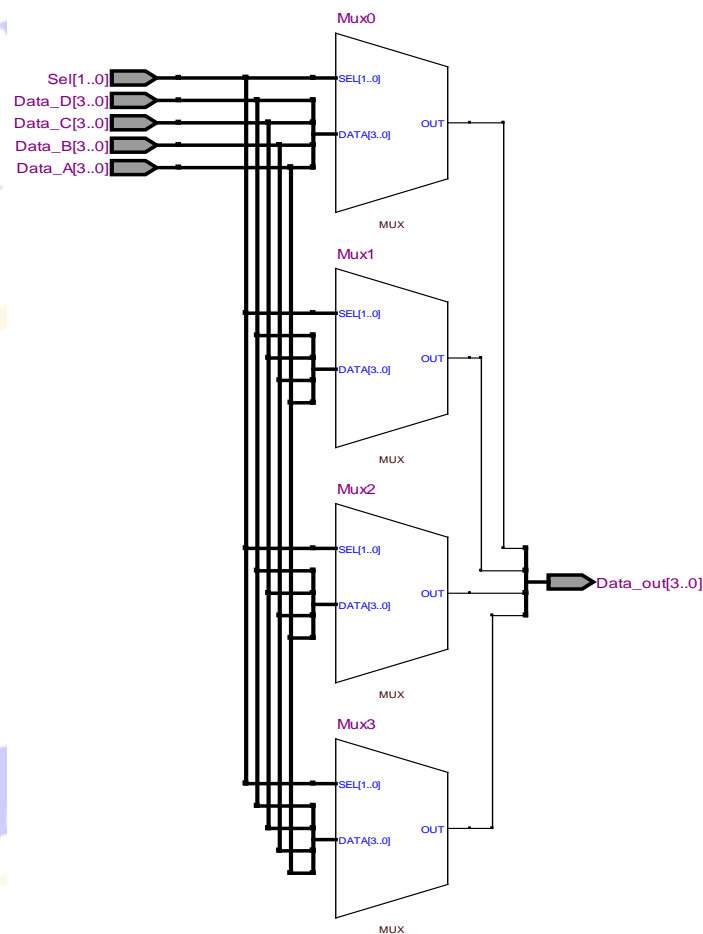 Mux0
Sel[1..0]
SEL[1..0]
Data_D[3..0]
Data_C[3..0]
OUT
DATA[3..0]
Data_B[3..0]
Data_A[3..0]
MUX
Mux1
SEL[1..0]
OUT
DATA[3..0]
MUX
Mux2
SEL[1..0]
Data_out[3..0]
OUT
DATA[3..0]
MUX
Mux3
SEL[1..0]
OUT
DATA[3..0]
MUX